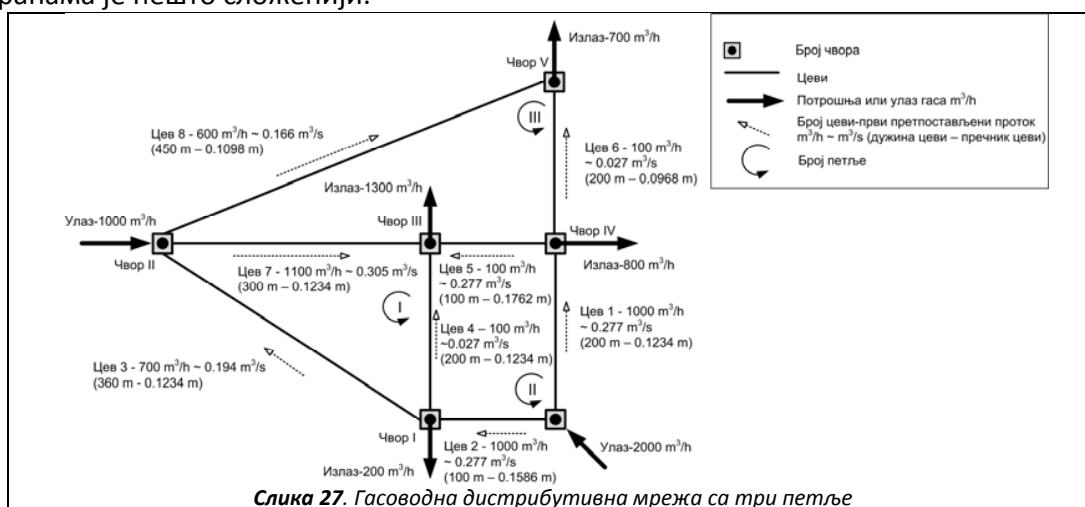 ранама је нешто сложенији.
Излаз-700 m³/h
Чвор V
III
Цев 8 - 600 m³/h ~ 0.166 m³/s
(450 m – 0.1098 m)
Цев 6 - 100 m³/h
~ 0.027 m³/s
(200 m – 0.0968 m)
Излаз-1300 m³/h
Улаз-1000 m³/h
Чвор III
Чвор IV
Чвор II
Излаз-800 m³/h
Цев 7 - 1100 m³/h ~ 0.305 m³/s
(300 m – 0.1234 m)
Цев 5 - 100 m³/h
~ 0.277 m³/s
(100 m – 0.1762 m)
I
Цев 4 – 100 m³/h
~0.027 m³/s
(200 m – 0.1234 m)
Цев 1 - 1000 m³/h
~ 0.277 m³/s
(200 m – 0.1234 m)
Цев 3 - 700 m³/h ~ 0.194 m³/s
(360 m - 0.1234 m)
II
Чвор I
Цев 2 - 1000 m³/h
~ 0.277 m³/s
(100 m – 0.1586 m)
Улаз-2000 m³/h
Излаз-200 m³/h
Број чвора
Цеви
Потрошња или улаз гаса m³/h
Број цеви-први претпостављени проток
m³/h ~ m³/s (дужина цеви – пречник цеви)
Број петље
Слика 27. Гасоводна дистрибутивна мрежа са три петље